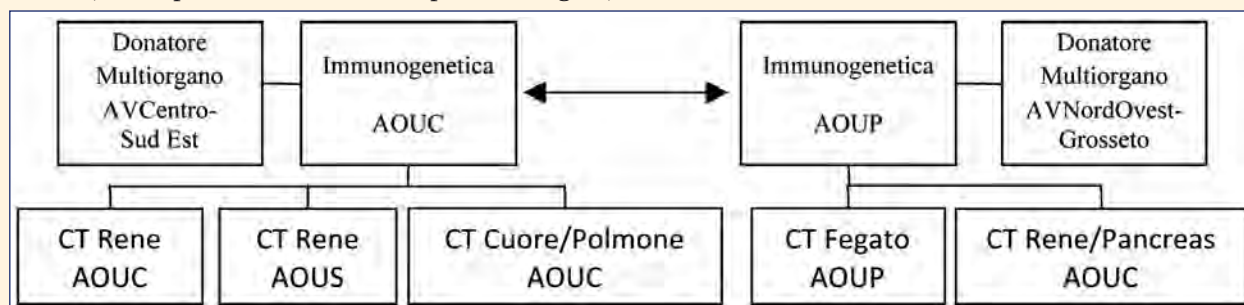 Donatore
Multiorgano
AVCentro-
Sud Est
Immunogenetica
AOUC
Immunogenetica
AOUP
Donatore
Multiorgano
AVNordOvest-
Grosseto
CT Rene
AOUC
CT Rene
AOUS
CT Cuore/Polmone
AOUC
CT Fegato
AOUP
CT Rene/Pancreas
AOUC